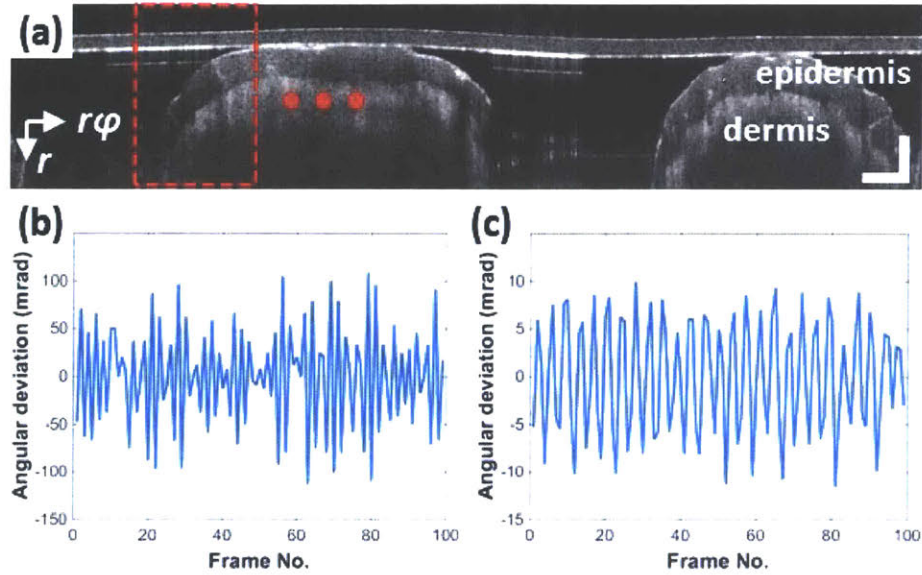 (a)
epidermis
rφ
dermis
r
(b)
(c)
Angular deviation (mrad)
100
50
0
-50
-100
-150
0 20 40 60 80 100
Frame No.
Angular deviation (mrad)
10
5
0
-5
-10
-15
0 20 40 60 80 100
Frame No.